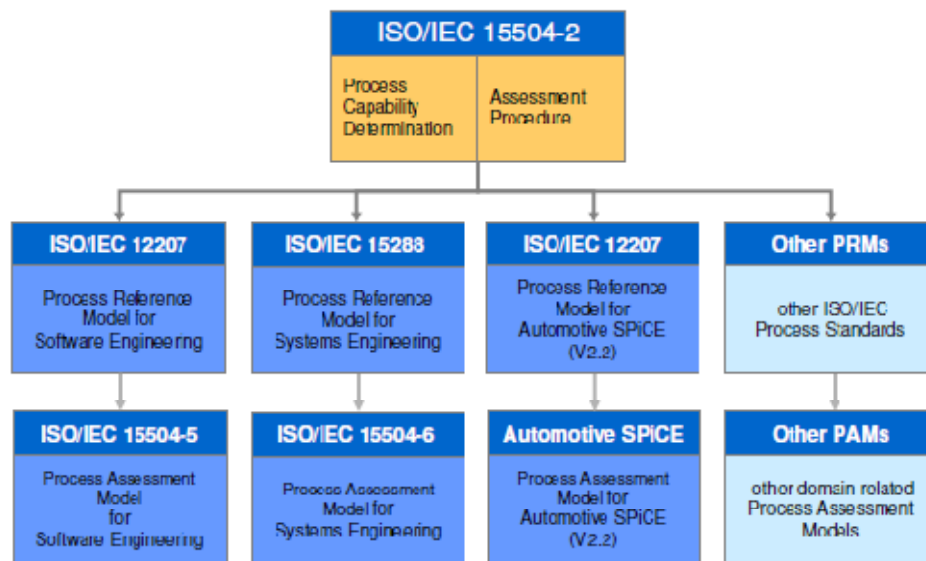 ISO/IEC 15504-2
Process
Capability
Determination
Assessment
Procedure
ISO/IEC 12207
Process Reference
Model for
Software Engineering
ISO/IEC 15288
Process Reference
Model for
Systems Engineering
ISO/IEC 12207
Process Reference
Model for
Automotive SPiCE
(V2.2)
Other PRMs
other ISO/IEC
Process Standards
ISO/IEC 15504-5
Process Assessment
Model
for
Software Engineering
ISO/IEC 15504-6
Process Assessment
Model for
Systems Engineering
Automotive SPiCE
Process Assessment
Model for
Automotive SPiCE
(V2.2)
Other PAMs
other domain related
Process Assessment
Models